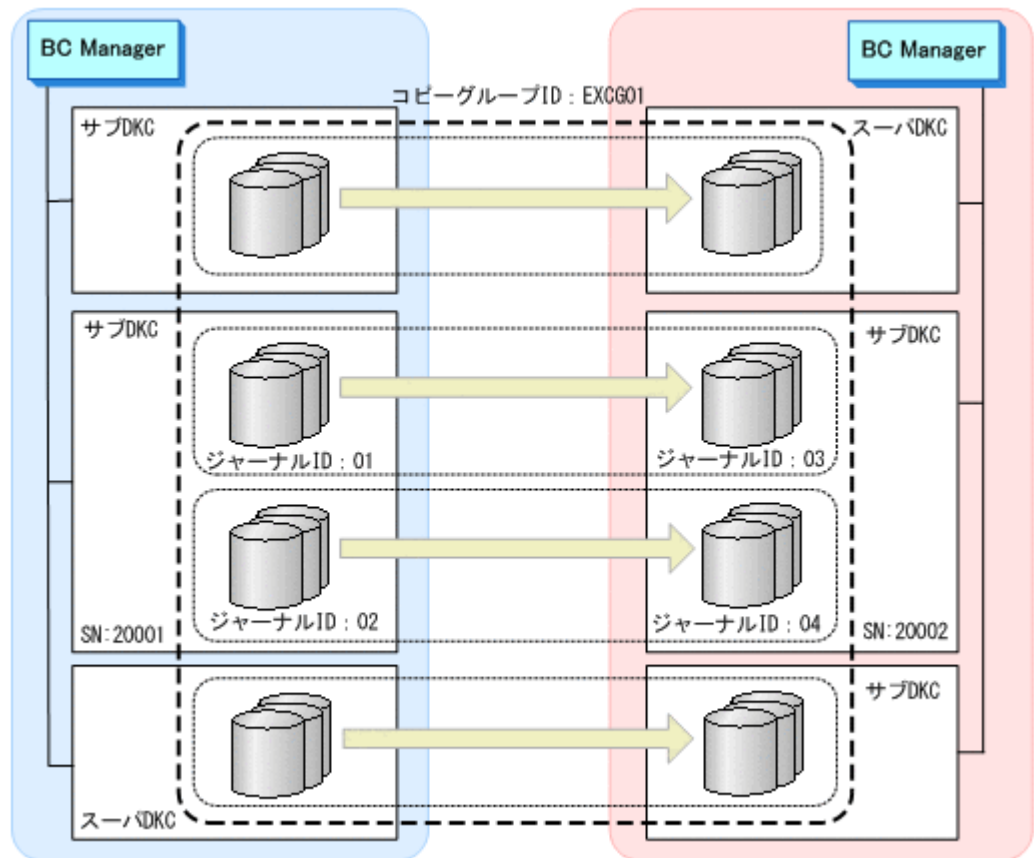 BC Manager
BC Manager
コピーグループID：EXCG01
サブDKC
スーパDKC
サブDKC
サブDKC
ジャーナルID：01
ジャーナルID：03
ジャーナルID：02
ジャーナルID：04
SN:20001
SN:20002
サブDKC
スーパDKC